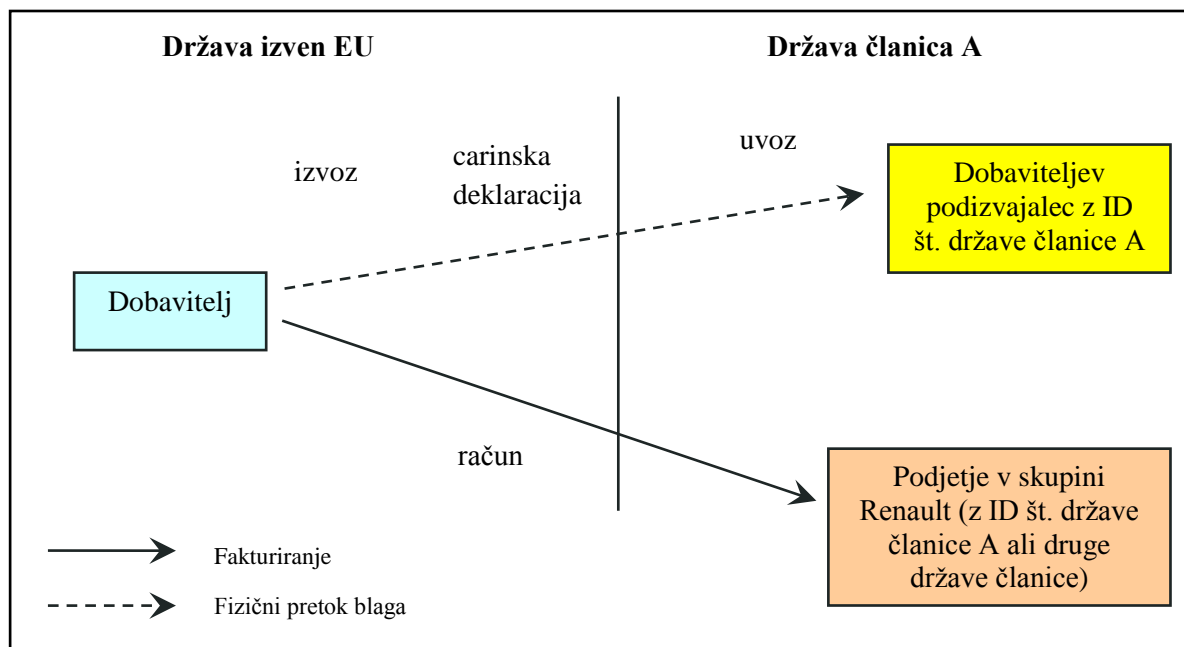 Država izven EU
Država članica A
izvoz
carinska
deklaracija
uvoz
Dobaviteljev
podizvajalec z ID
št. države članice A
Dobavitelj
račun
Podjetje v skupini
Renault (z ID št. države
članice A ali druge
države članice)
Fakturiranje
Fizični pretok blaga